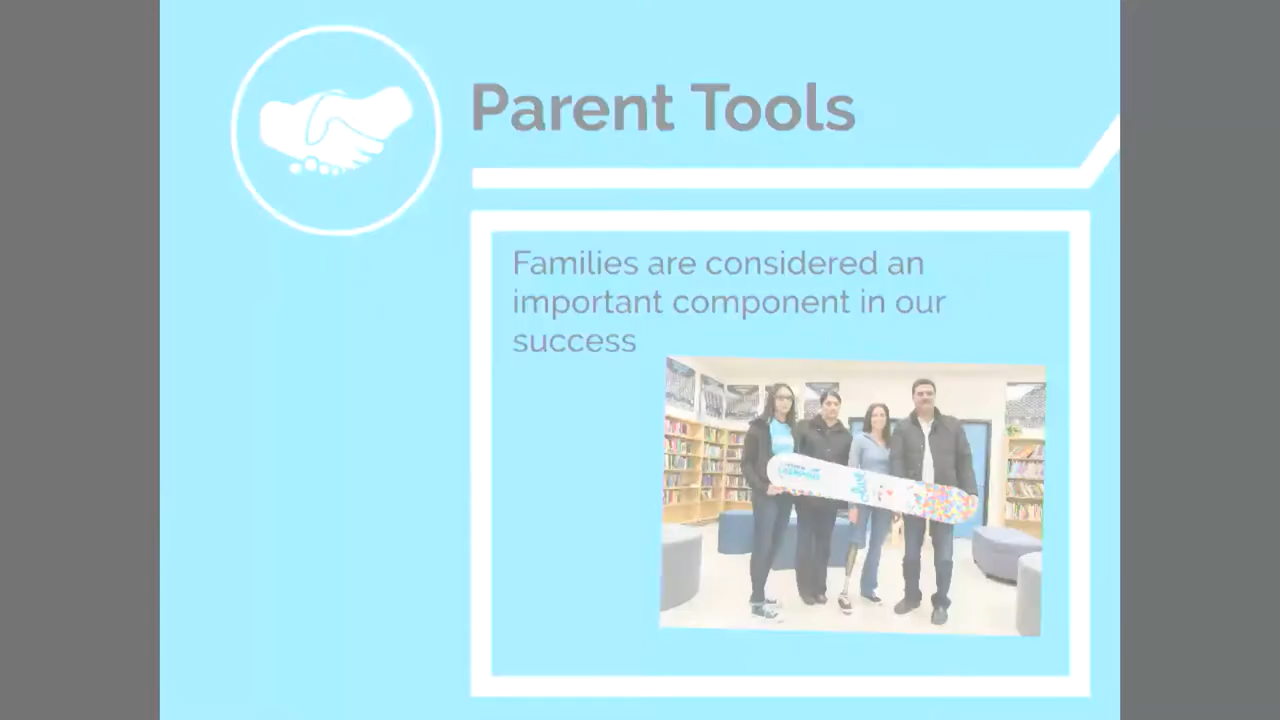 Parent Tools
Families are considered an
important component in our
success